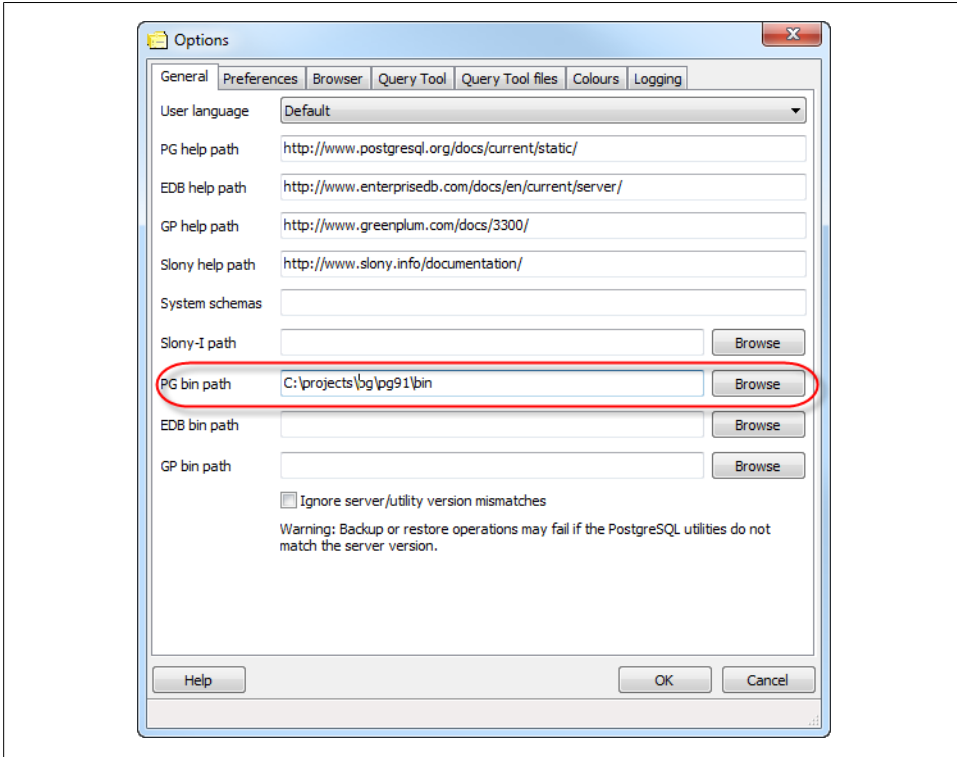 Options
General Preferences Browser Query Tool Query Tool files Colours Logging
User language Default
PG help path http://www.postgresql.org/docs/current/static/
EDB help path http://www.enterprisedb.com/docs/en/current/server/
GP help path http://www.greenplum.com/docs/3300/
Slony help path http://www.slony.info/documentation/
System schemas
Slony-I path Browse
PG bin path C:\projects\pg\pg91\bin Browse
EDB bin path Browse
GP bin path Browse
Ignore server/utility version mismatches
Warning: Backup or restore operations may fail if the PostgreSQL utilities do not
match the server version.
Help OK Cancel